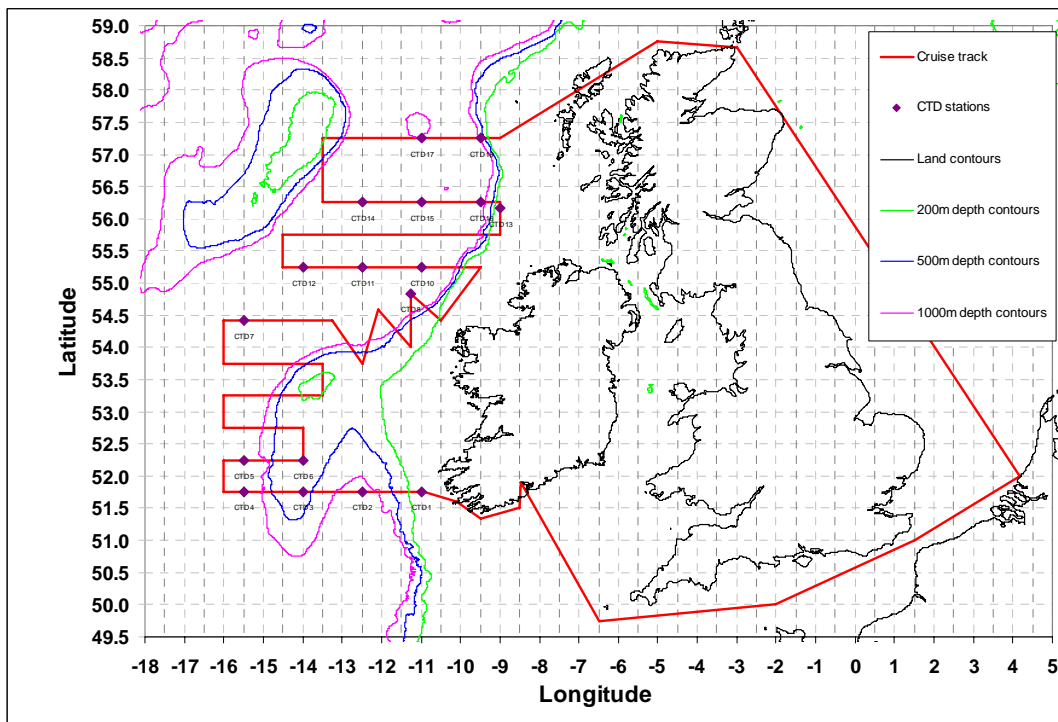 59.0
58.5
58.0
57.5
57.0
56.5
56.0
55.5
55.0
54.5
54.0
53.5
53.0
52.5
52.0
51.5
51.0
50.5
50.0
49.5
Latitude
-18 -17 -16 -15 -14 -13 -12 -11 -10 -9 -8 -7 -6 -5 -4 -3 -2 -1 0 1 2 3 4 5
Longitude
Cruise track
CTD stations
Land contours
200m depth contours
500m depth contours
1000m depth contours
CTD17
CTD14 CTD15
CTD13
CTD12 CTD11 CTD10
CTD8
CTD7
CTD5 CTD6
CTD4 CTD3 CTD2 CTD1